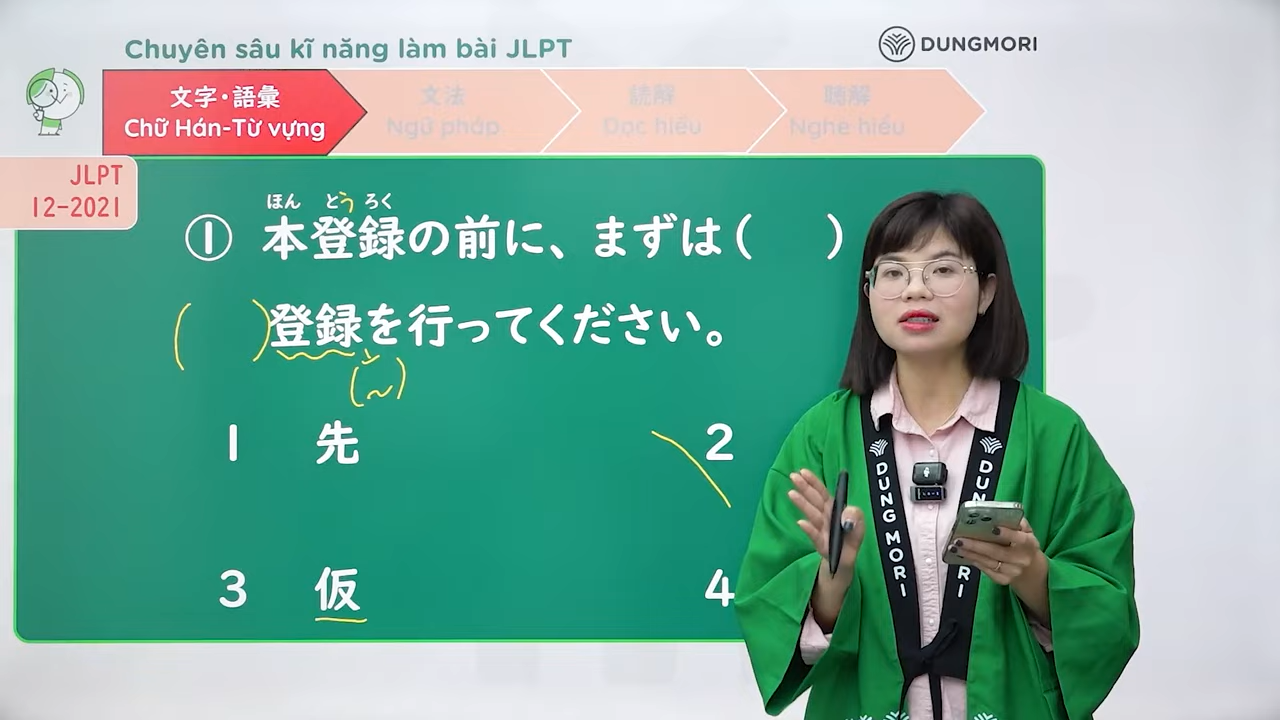 Chuyên sâu kĩ năng làm bài JLPT
DUNGMORI
文字・語彙
Chữ Hán-Từ vựng
文法
Ngữ pháp
読解
Đọc hiểu
聴解
Nghe hiểu
JLPT
12-2021
ほん とう ろく
① 本登録の前に、まずは( )
( )登録を行ってください。
(~)
1 先
2
3 仮
4
DUNGMORI
DUNG
RI